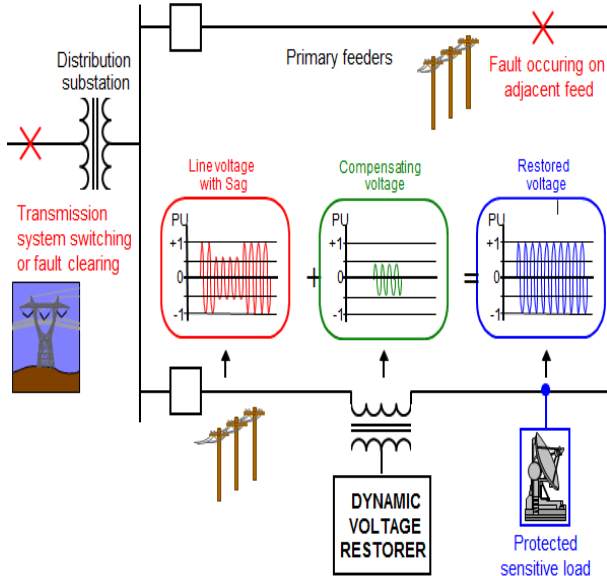 Distribution
substation
Primary feeders
Fault occuring on
adjacent feed
Transmission
system switching
or fault clearing
Line voltage
with Sag
PU
+1
0
-1
+
Compensating
voltage
PU
+1
0
-1
=
Restored
voltage
PU
+1
0
-1
DYNAMIC
VOLTAGE
RESTORER
Protected
sensitive load